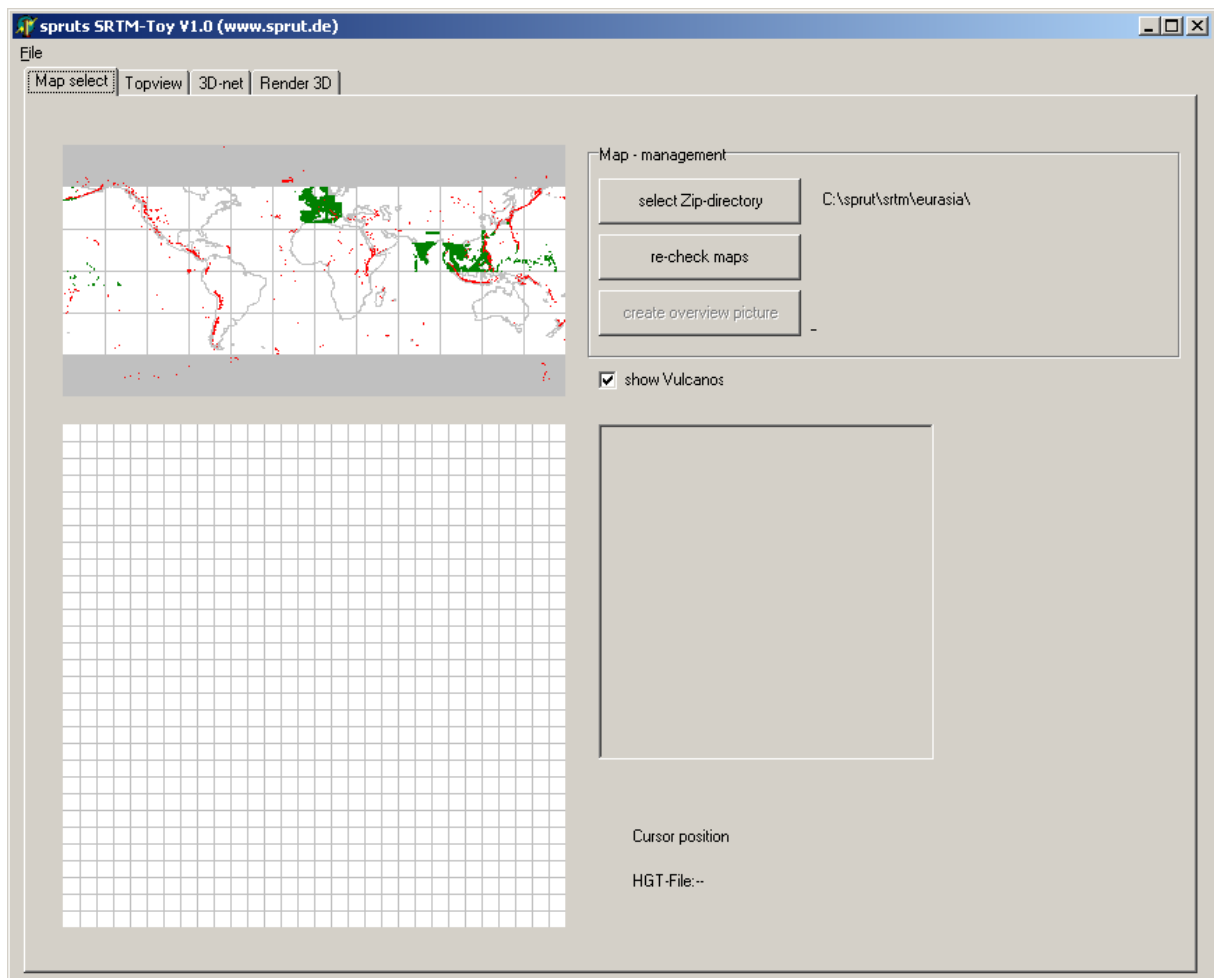 spruts SRTM-Toy V1.0 (www.sprut.de)
File
Map select Topview 3D-net Render 3D
Map - management
select Zip-directory C:\sprut\srtm\eurasia\
re-check maps
create overview picture -
show Vulcanos
Cursor position
HGT-File:--